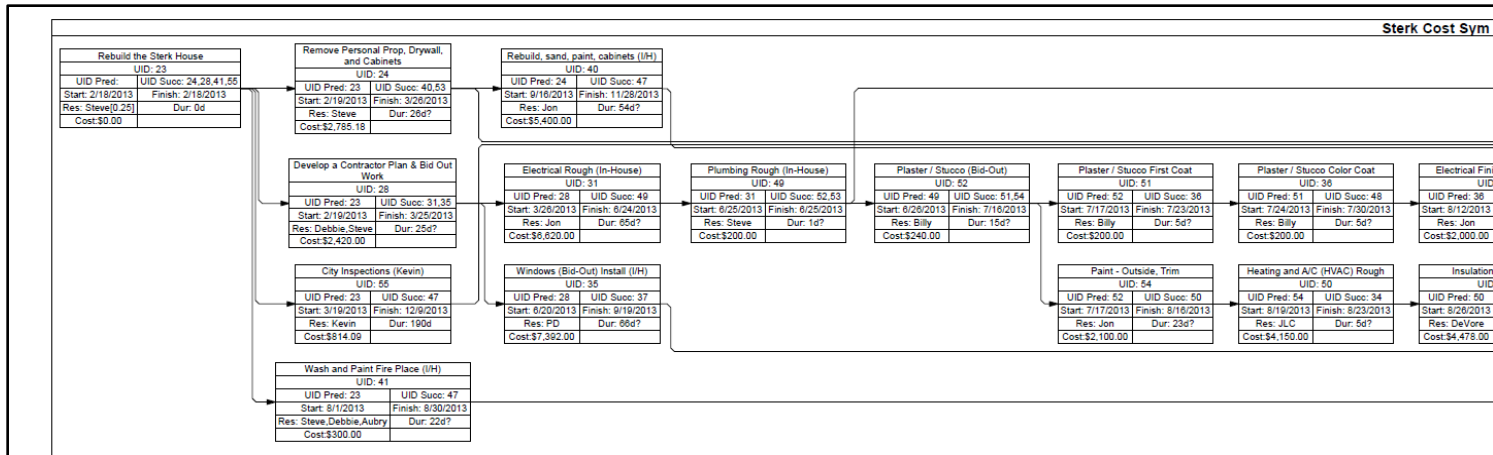 Sterk Cost Sym
Rebuild the Sterk House
UID: 23
UID Pred: UID Succ: 24,28,41,55
Start: 2/18/2013 Finish: 2/18/2013
Res: Steve[0.25] Dur: 0d
Cost:$0.00
Remove Personal Prop, Drywall,
and Cabinets
UID: 24
UID Pred: 23 UID Succ: 40,53
Start: 2/19/2013 Finish: 3/26/2013
Res: Steve Dur: 26d?
Cost:$2,785.18
Rebuild, sand, paint, cabinets (I/H)
UID: 40
UID Pred: 24 UID Succ: 47
Start: 9/16/2013 Finish: 11/28/2013
Res: Jon Dur: 54d?
Cost:$5,400.00
Develop a Contractor Plan & Bid Out
Work
UID: 28
UID Pred: 23 UID Succ: 31,35
Start: 2/19/2013 Finish: 3/25/2013
Res: Debbie,Steve Dur: 25d?
Cost:$2,420.00
Electrical Rough (In-House)
UID: 31
UID Pred: 28 UID Succ: 49
Start: 3/26/2013 Finish: 6/24/2013
Res: Jon Dur: 65d?
Cost:$6,620.00
Plumbing Rough (In-House)
UID: 49
UID Pred: 31 UID Succ: 52,53
Start: 6/25/2013 Finish: 6/25/2013
Res: Steve Dur: 1d?
Cost:$200.00
Plaster / Stucco (Bid-Out)
UID: 52
UID Pred: 49 UID Succ: 51,54
Start: 6/26/2013 Finish: 7/16/2013
Res: Billy Dur: 15d?
Cost:$240.00
Plaster / Stucco First Coat
UID: 51
UID Pred: 52 UID Succ: 36
Start: 7/17/2013 Finish: 7/23/2013
Res: Billy Dur: 5d?
Cost:$200.00
Plaster / Stucco Color Coat
UID: 36
UID Pred: 51 UID Succ: 48
Start: 7/24/2013 Finish: 7/30/2013
Res: Billy Dur: 5d?
Cost:$200.00
Electrical Fini
UID
UID Pred: 36
Start: 8/12/2013
Res: Jon
Cost:$2,000.00
City Inspections (Kevin)
UID: 55
UID Pred: 23 UID Succ: 47
Start: 3/19/2013 Finish: 12/9/2013
Res: Kevin Dur: 190d
Cost:$814.09
Windows (Bid-Out) Install (I/H)
UID: 35
UID Pred: 28 UID Succ: 37
Start: 6/20/2013 Finish: 9/19/2013
Res: PD Dur: 66d?
Cost:$7,392.00
Paint - Outside, Trim
UID: 54
UID Pred: 52 UID Succ: 50
Start: 7/17/2013 Finish: 8/16/2013
Res: Jon Dur: 23d?
Cost:$2,100.00
Heating and A/C (HVAC) Rough
UID: 50
UID Pred: 54 UID Succ: 34
Start: 8/19/2013 Finish: 8/23/2013
Res: JLC Dur: 5d?
Cost:$4,150.00
Insulation
UID
UID Pred: 50
Start: 8/26/2013
Res: DeVore
Cost:$4,478.00
Wash and Paint Fire Place (I/H)
UID: 41
UID Pred: 23 UID Succ: 47
Start: 8/1/2013 Finish: 8/30/2013
Res: Steve,Debbie,Aubry Dur: 22d?
Cost:$300.00